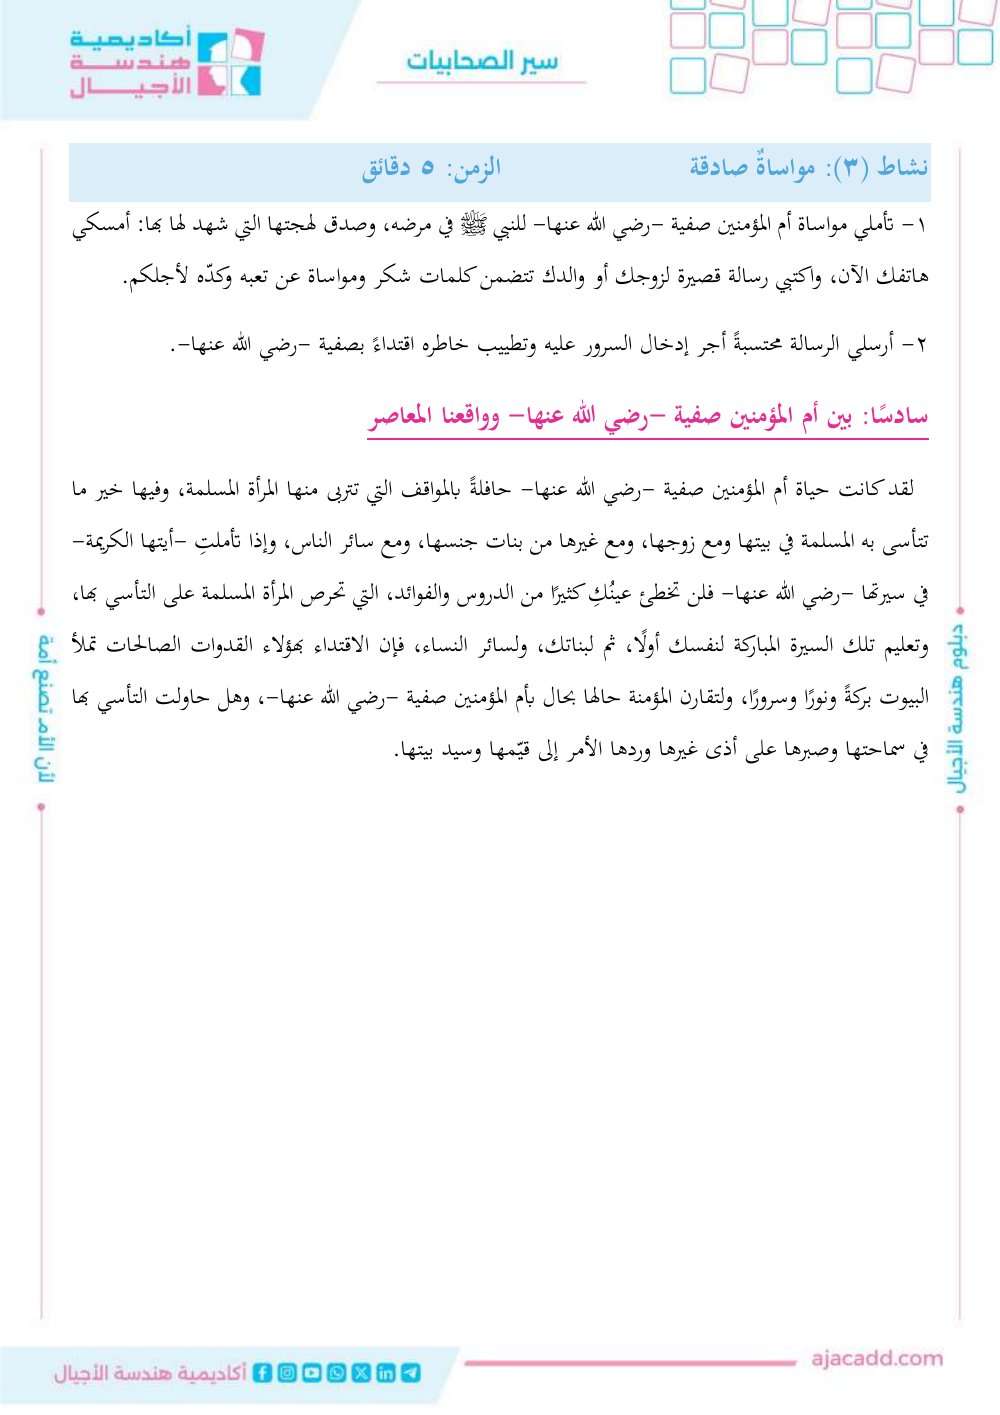 أكاديمية
هندسة
الأجيال
سير الصحابيات
نشاط (٣): مواساةٌ صادقة الزمن: ٥ دقائق
١- تأملي مواساة أم المؤمنين صفية -رضي الله عنها- للنبي ﷺ في مرضه، وصدق لهجتها التي شهد لها بها: أمسكي
هاتفك الآن، واكتبي رسالة قصيرة لزوجك أو والدك تتضمن كلمات شكر ومواساة عن تعبه وكدّه لأجلكم.
٢- أرسلي الرسالة محتسبةً أجر إدخال السرور عليه وتطييب خاطره اقتداءً بصفية -رضي الله عنها-.
سادسًا: بين أم المؤمنين صفية -رضي الله عنها- وواقعنا المعاصر
لقد كانت حياة أم المؤمنين صفية -رضي الله عنها- حافلةً بالمواقف التي تتربى منها المرأة المسلمة، وفيها خير ما
تتأسى به المسلمة في بيتها ومع زوجها، ومع غيرها من بنات جنسها، ومع سائر الناس، وإذا تأملتِ -أيتها الكريمة-
في سيرتها -رضي الله عنها- فلن تخطئ عينُكِ كثيرًا من الدروس والفوائد، التي تحرص المرأة المسلمة على التأسي بها،
وتعليم تلك السيرة المباركة لنفسك أولًا، ثم لبناتك، ولسائر النساء، فإن الاقتداء بهؤلاء القدوات الصالحات تملأ
البيوت بركةً ونورًا وسرورًا، ولتقارن المؤمنة حالها بحال بأم المؤمنين صفية -رضي الله عنها-، وهل حاولت التأسي بها
في سماحتها وصبرها على أذى غيرها وردها الأمر إلى قيّمها وسيد بيتها.
دبلوم هندسة الأجيال
لأن الأم تصنع أمة
أكاديمية هندسة الأجيال
ajacadd.com